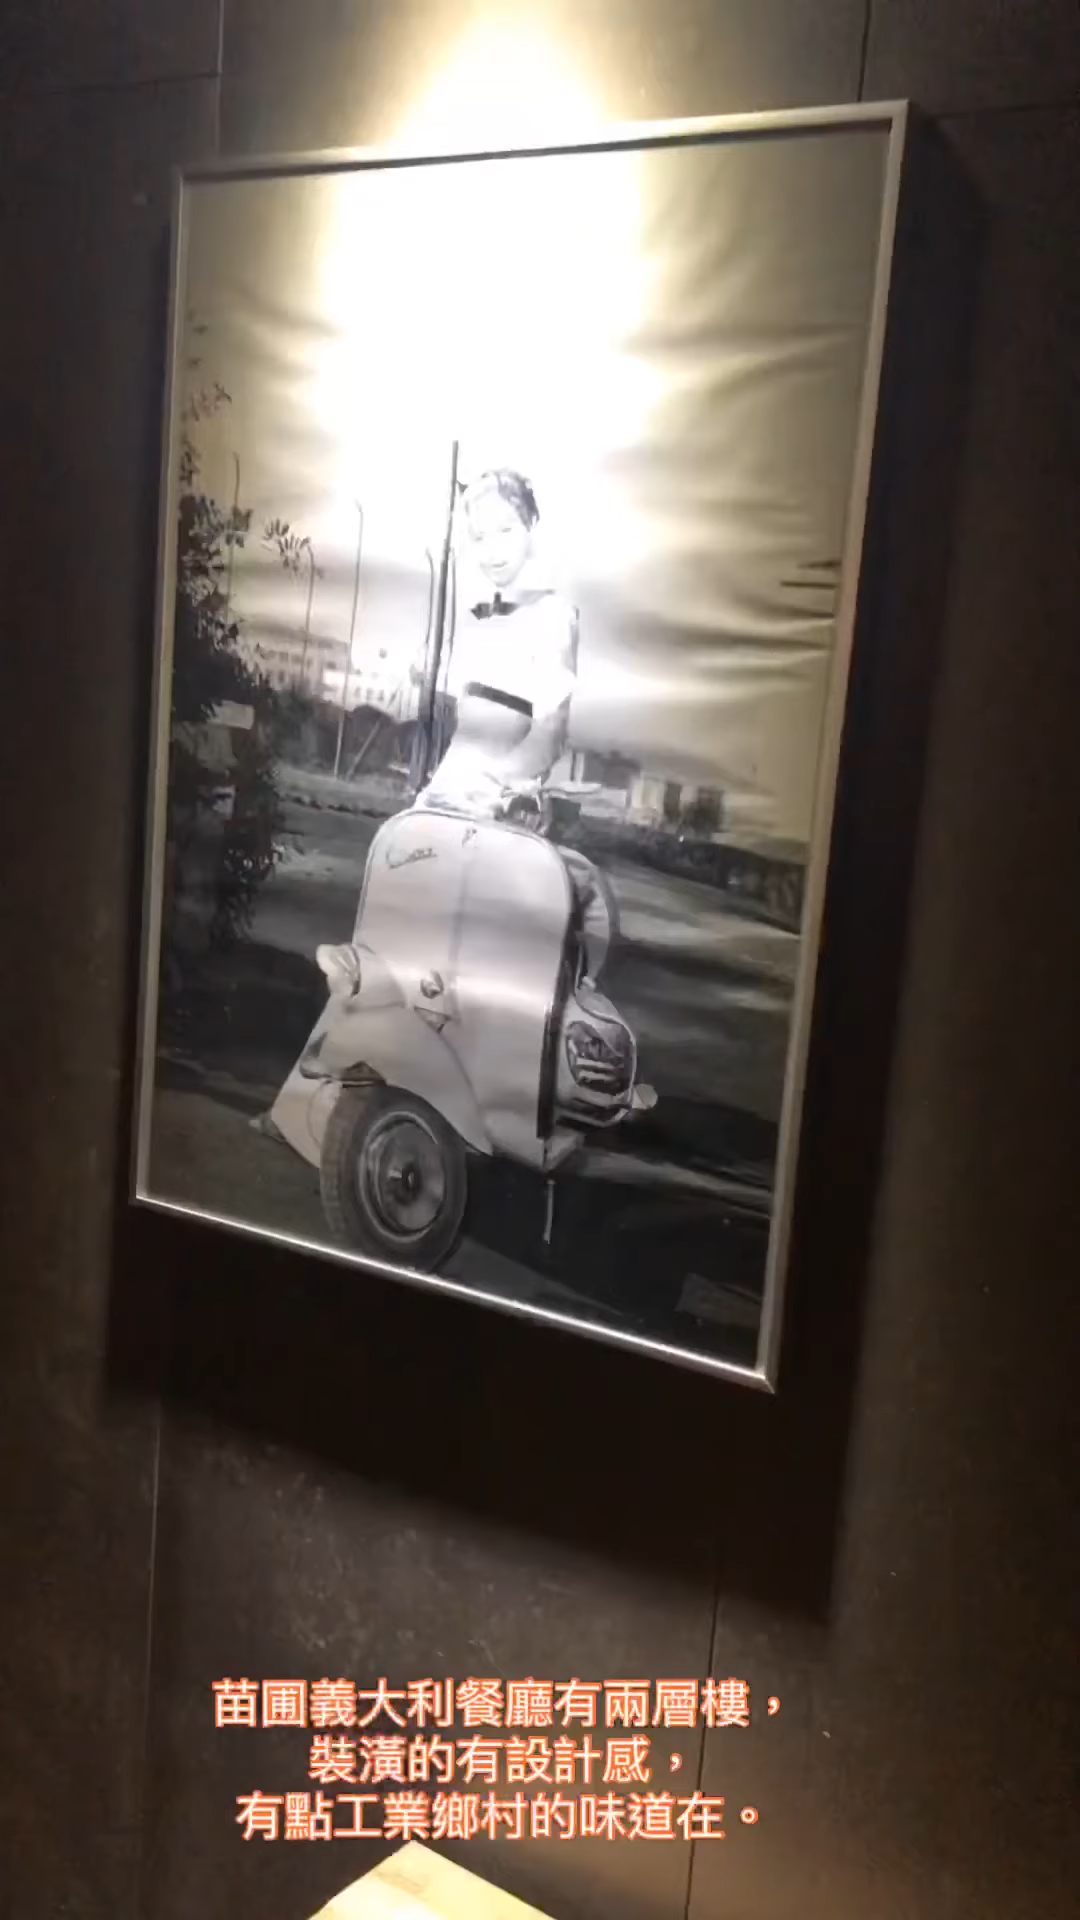 苗圃義大利餐廳有兩層樓，
裝潢的有設計感，
有點工業鄉村的味道在。